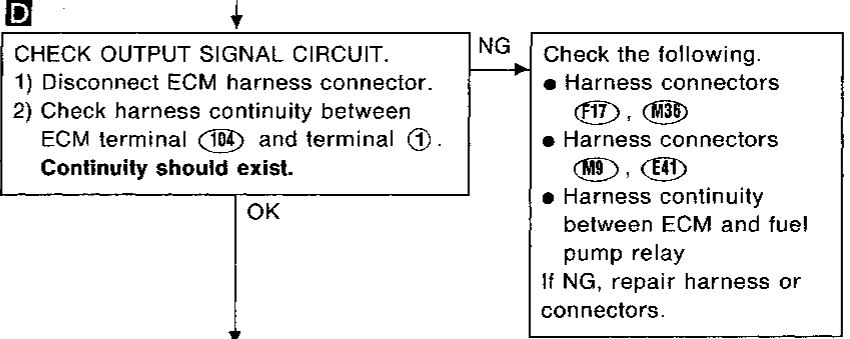 D
CHECK OUTPUT SIGNAL CIRCUIT.
1) Disconnect ECM harness connector.
2) Check harness continuity between
ECM terminal 104 and terminal 1.
Continuity should exist.
OK
NG
Check the following.
● Harness connectors
F17 , M36
● Harness connectors
M9 , E41
● Harness continuity
between ECM and fuel
pump relay
If NG, repair harness or
connectors.